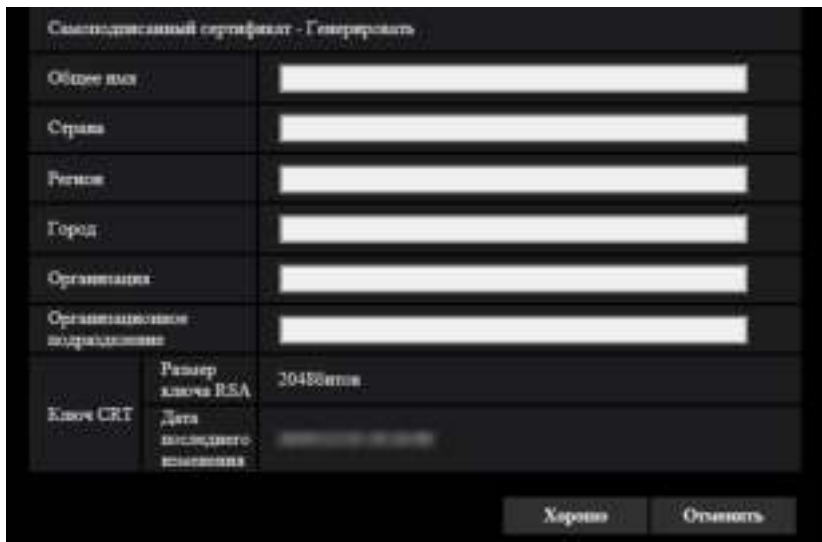 Самоподписанный сертификат - Генерировать
Общее имя
Страна
Регион
Город
Организация
Организационное
подразделение
Ключ CRT
Размер
ключа RSA
2048битов
Дата
последнего
изменения
Хорошо
Отменить